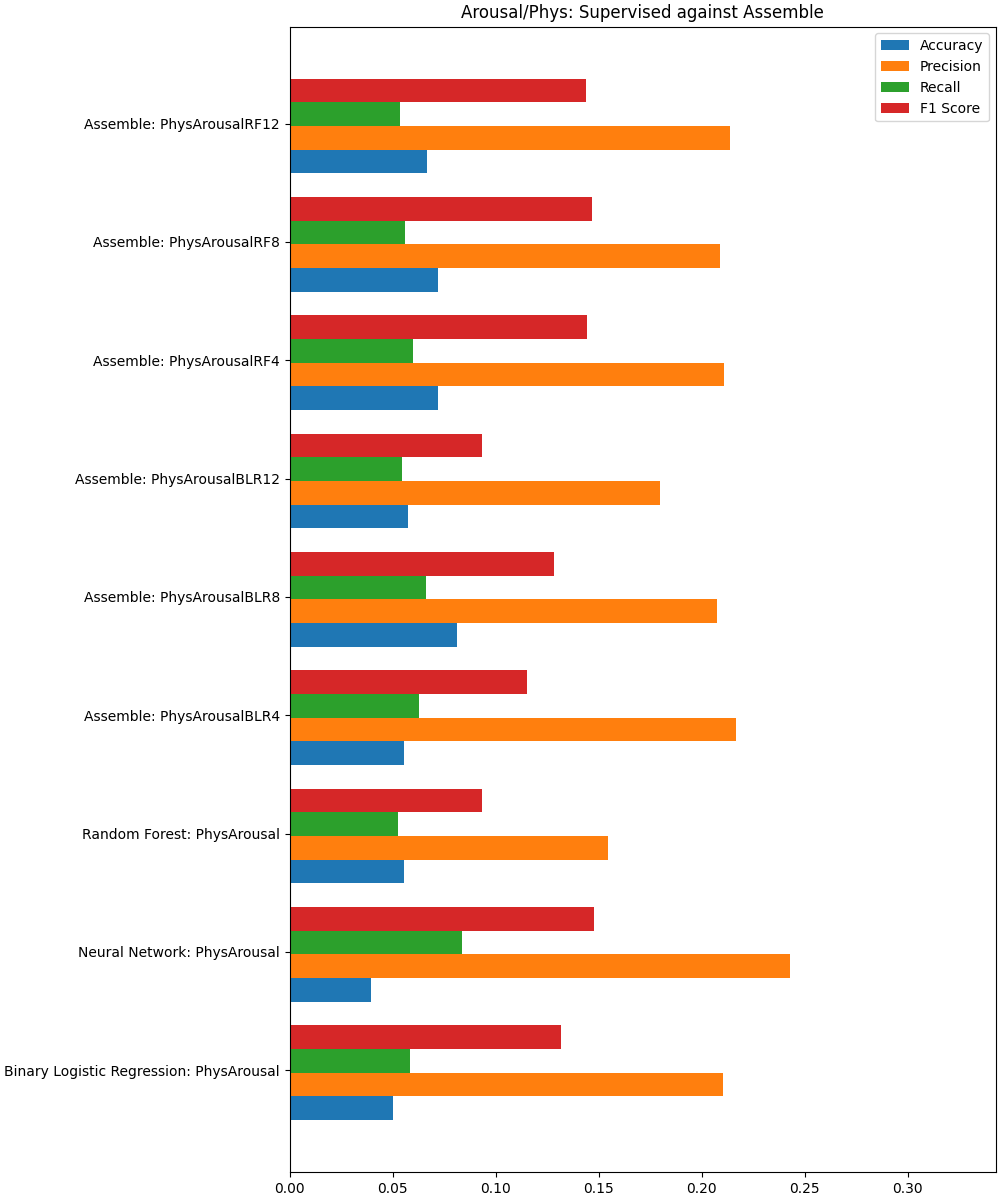 Arousal/Phys: Supervised against Assemble
Accuracy
Precision
Recall
F1 Score
Assemble: PhysArousalRF12
Assemble: PhysArousalRF8
Assemble: PhysArousalRF4
Assemble: PhysArousalBLR12
Assemble: PhysArousalBLR8
Assemble: PhysArousalBLR4
Random Forest: PhysArousal
Neural Network: PhysArousal
Binary Logistic Regression: PhysArousal
0.00 0.05 0.10 0.15 0.20 0.25 0.30